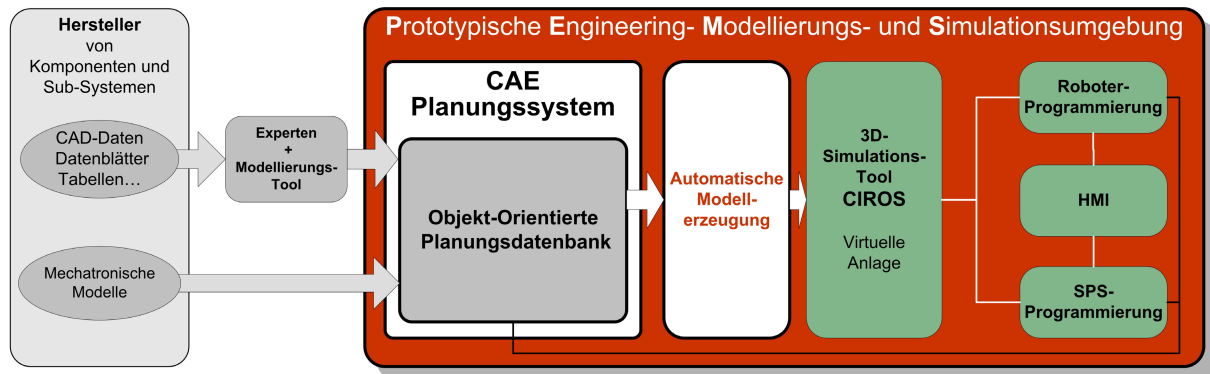 Hersteller
von
Komponenten und
Sub-Systemen
CAD-Daten
Datenblätter
Tabellen…
Mechatronische
Modelle
Experten
+
Modellierungs-
Tool
Prototypische Engineering- Modellierungs- und Simulationsumgebung
CAE
Planungssystem
Objekt-Orientierte
Planungsdatenbank
Automatische
Modell-
erzeugung
3D-
Simulations-
Tool
CIROS
Virtuelle
Anlage
Roboter-
Programmierung
HMI
SPS-
Programmierung